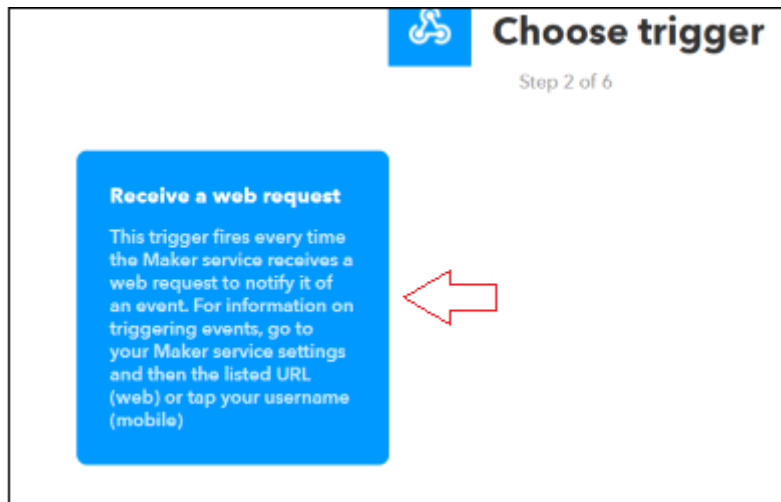 Choose trigger
Step 2 of 6
Receive a web request
This trigger fires every time
the Maker service receives a
web request to notify it of
an event. For information on
triggering events, go to
your Maker service settings
and then the listed URL
(web) or tap your username
(mobile)